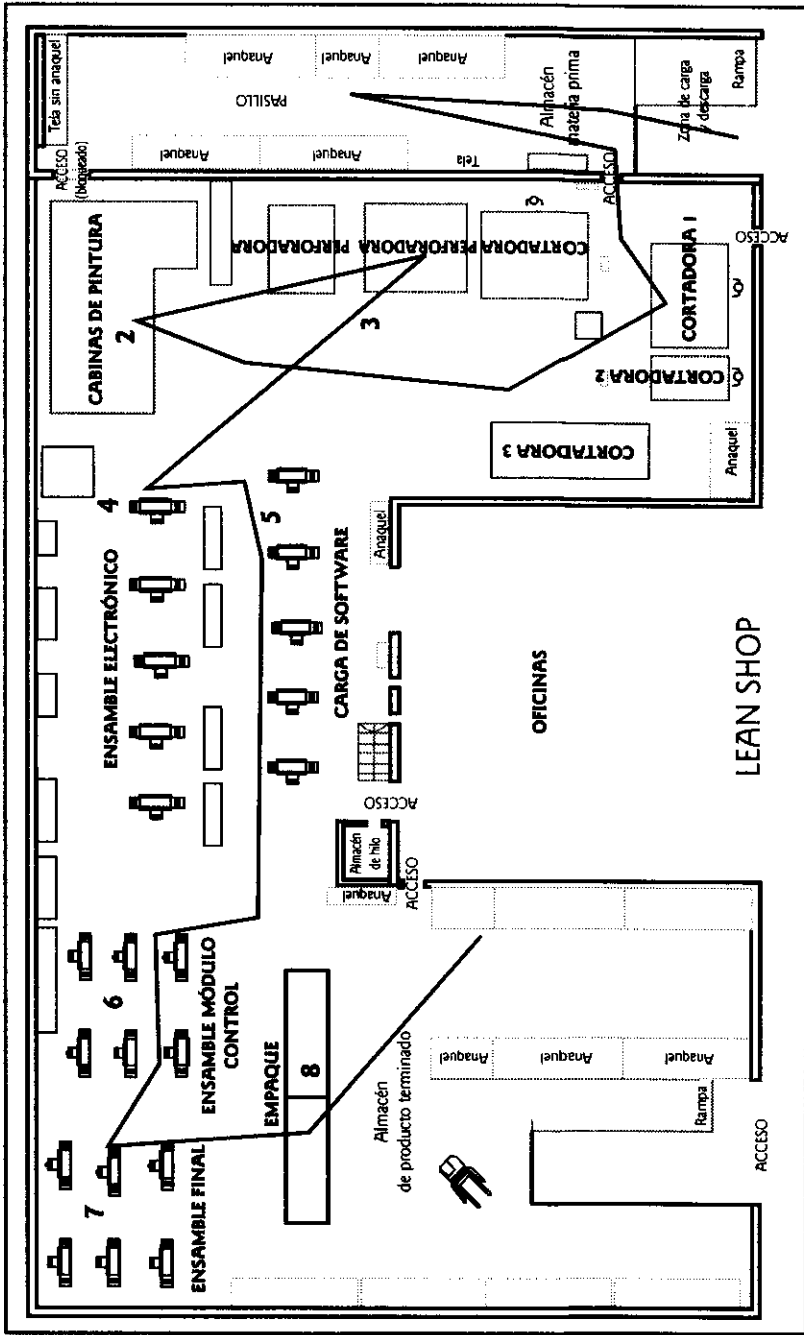 Tela sin anaquel
ACCESO
(bloqueado)
Anaquel
Anaquel
Anaquel
PASILLO
Anaquel
Anaquel
Tela
Almacén
materia prima
Zona de carga
y descarga
Rampa
ACCESO
CABINAS DE PINTURA
2
PERFORADORA
PERFORADORA
3
CORTADORA
CORTADORA 1
ACCESO
CORTADORA 2
CORTADORA 3
Anaquel
4
ENSAMBLE ELECTRÓNICO
5
CARGA DE SOFTWARE
Anaquel
OFICINAS
LEAN SHOP
ACCESO
Almacén
de hilo
Anaquel
ACCESO
6
ENSAMBLE MÓDULO
CONTROL
7
ENSAMBLE FINAL
EMPAQUE
8
Almacén
de producto terminado
Anaquel
Anaquel
Anaquel
Rampa
ACCESO